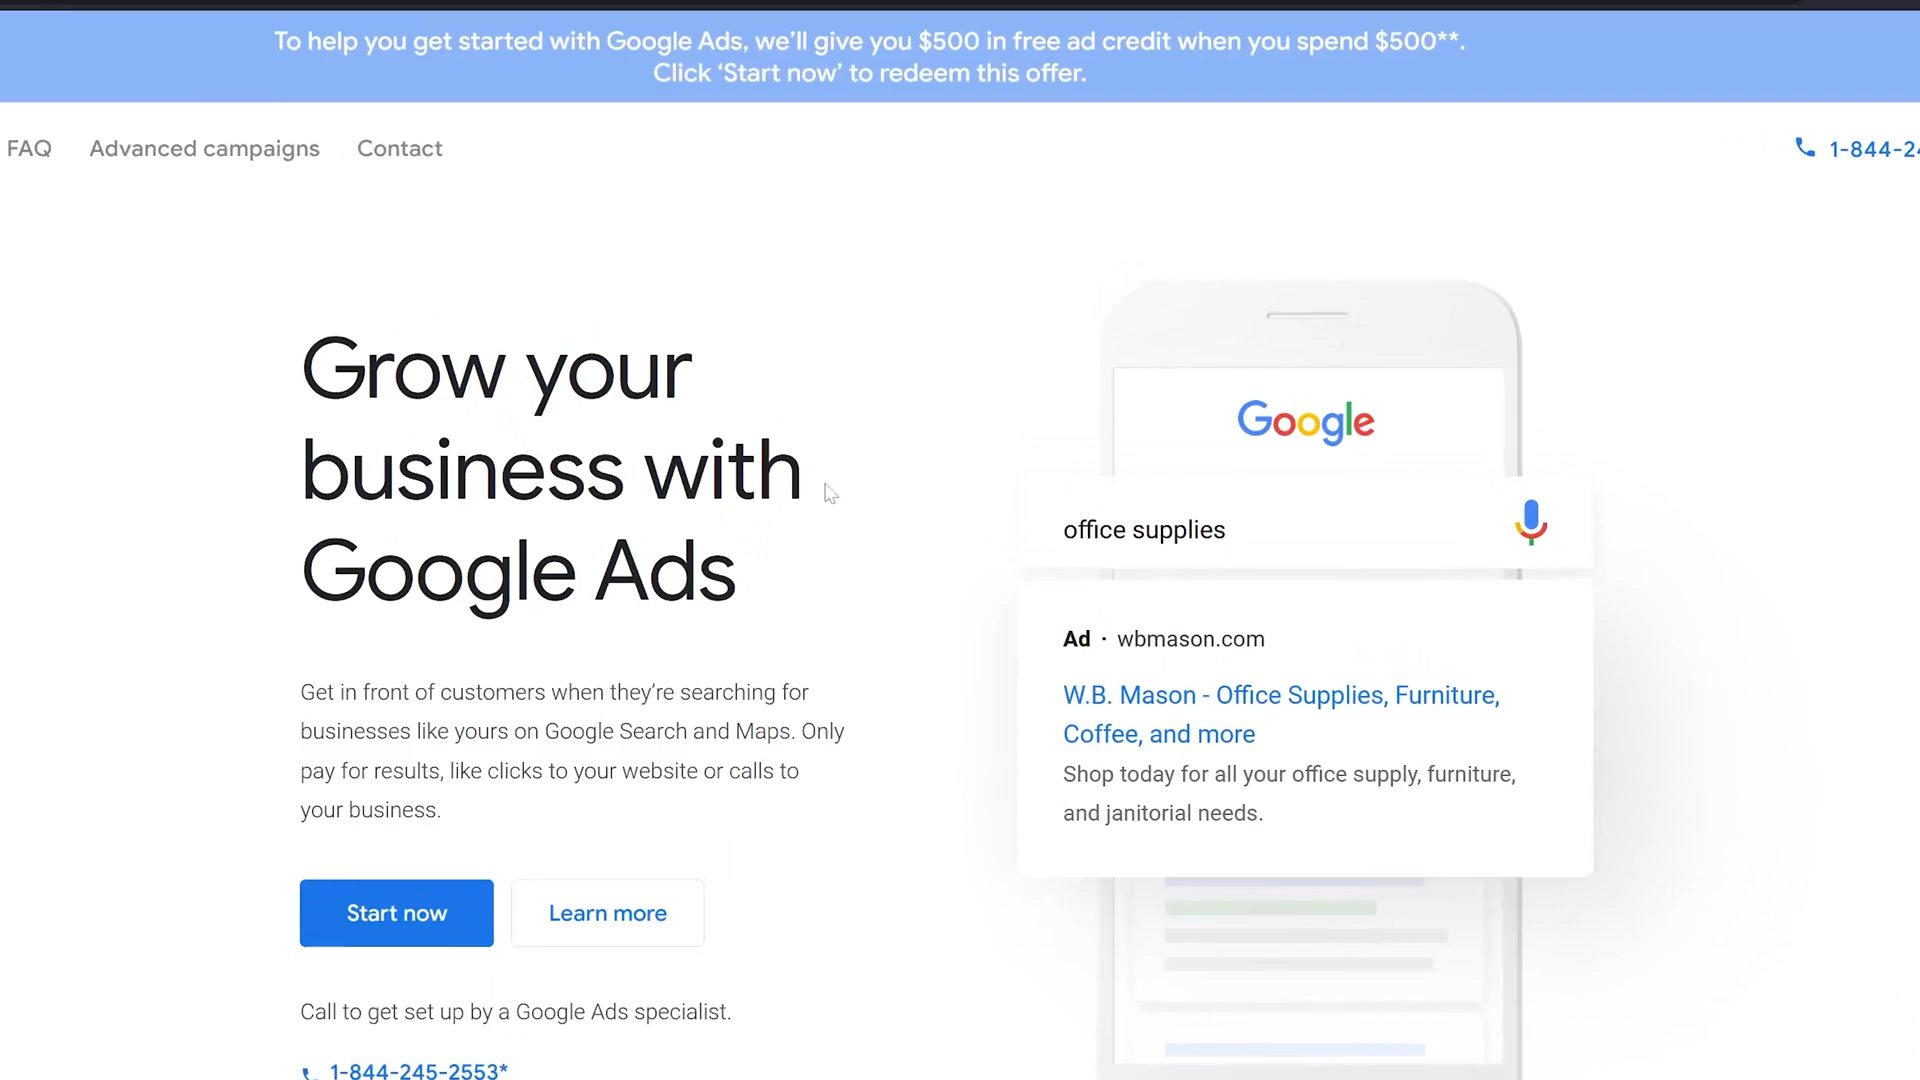 To help you get started with Google Ads, we’ll give you $500 in free ad credit when you spend $500**.
Click ‘Start now’ to redeem this offer.
FAQ Advanced campaigns Contact 1-844-24
Grow your
business with
Google Ads
Get in front of customers when they’re searching for
businesses like yours on Google Search and Maps. Only
pay for results, like clicks to your website or calls to
your business.
Start now Learn more
Call to get set up by a Google Ads specialist.
1-844-245-2553*
Google
office supplies
Ad · wbmason.com
W.B. Mason - Office Supplies, Furniture,
Coffee, and more
Shop today for all your office supply, furniture,
and janitorial needs.